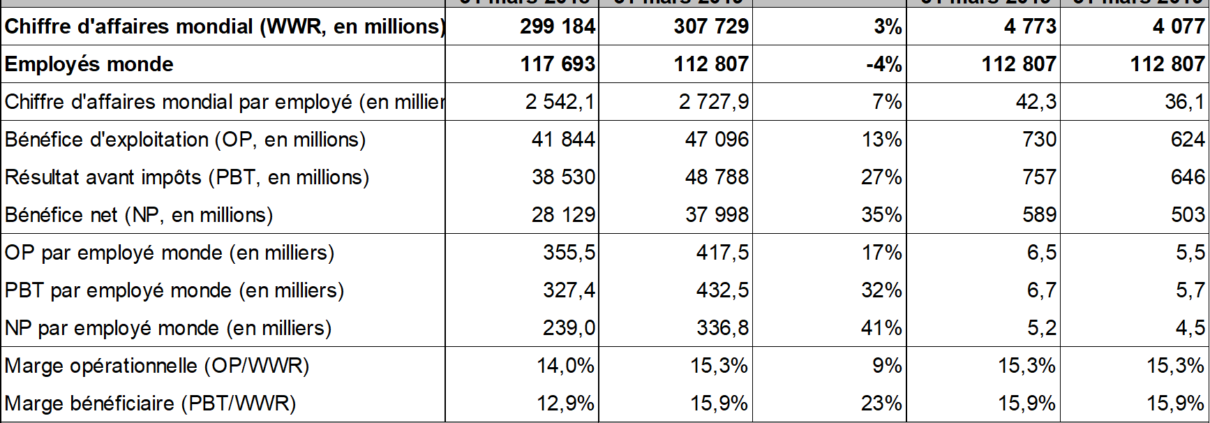 Chiffre d'affaires mondial (WWR, en millions) 299 184 307 729 3% 4 773 4 077
Employés monde 117 693 112 807 -4% 112 807 112 807
Chiffre d'affaires mondial par employé (en millier 2 542,1 2 727,9 7% 42,3 36,1
Bénéfice d'exploitation (OP, en millions) 41 844 47 096 13% 730 624
Résultat avant impôts (PBT, en millions) 38 530 48 788 27% 757 646
Bénéfice net (NP, en millions) 28 129 37 998 35% 589 503
OP par employé monde (en milliers) 355,5 417,5 17% 6,5 5,5
PBT par employé monde (en milliers) 327,4 432,5 32% 6,7 5,7
NP par employé monde (en milliers) 239,0 336,8 41% 5,2 4,5
Marge opérationnelle (OP/WWR) 14,0% 15,3% 9% 15,3% 15,3%
Marge bénéficiaire (PBT/WWR) 12,9% 15,9% 23% 15,9% 15,9%